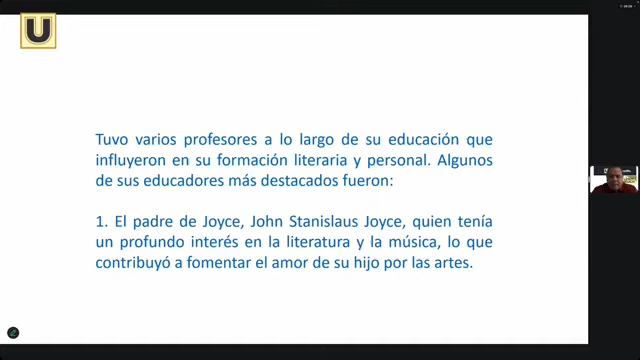 U
Tuvo varios profesores a lo largo de su educación que
influyeron en su formación literaria y personal. Algunos
de sus educadores más destacados fueron:
1. El padre de Joyce, John Stanislaus Joyce, quien tenía
un profundo interés en la literatura y la música, lo que
contribuyó a fomentar el amor de su hijo por las artes.